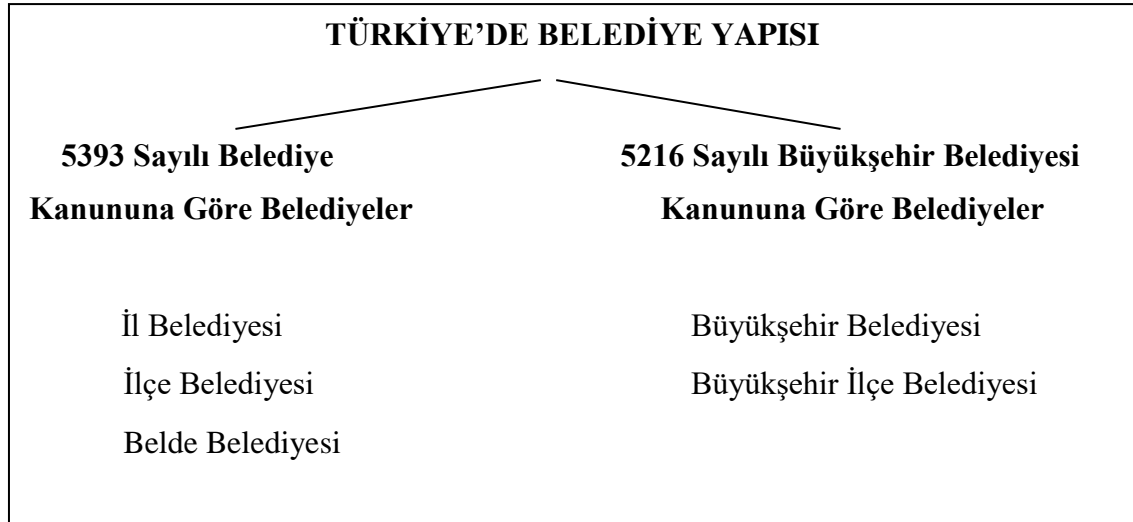 TÜRKİYE’DE BELEDİYE YAPISI
5393 Sayılı Belediye
Kanununa Göre Belediyeler
İl Belediyesi
İlçe Belediyesi
Belde Belediyesi
5216 Sayılı Büyükşehir Belediyesi
Kanununa Göre Belediyeler
Büyükşehir Belediyesi
Büyükşehir İlçe Belediyesi